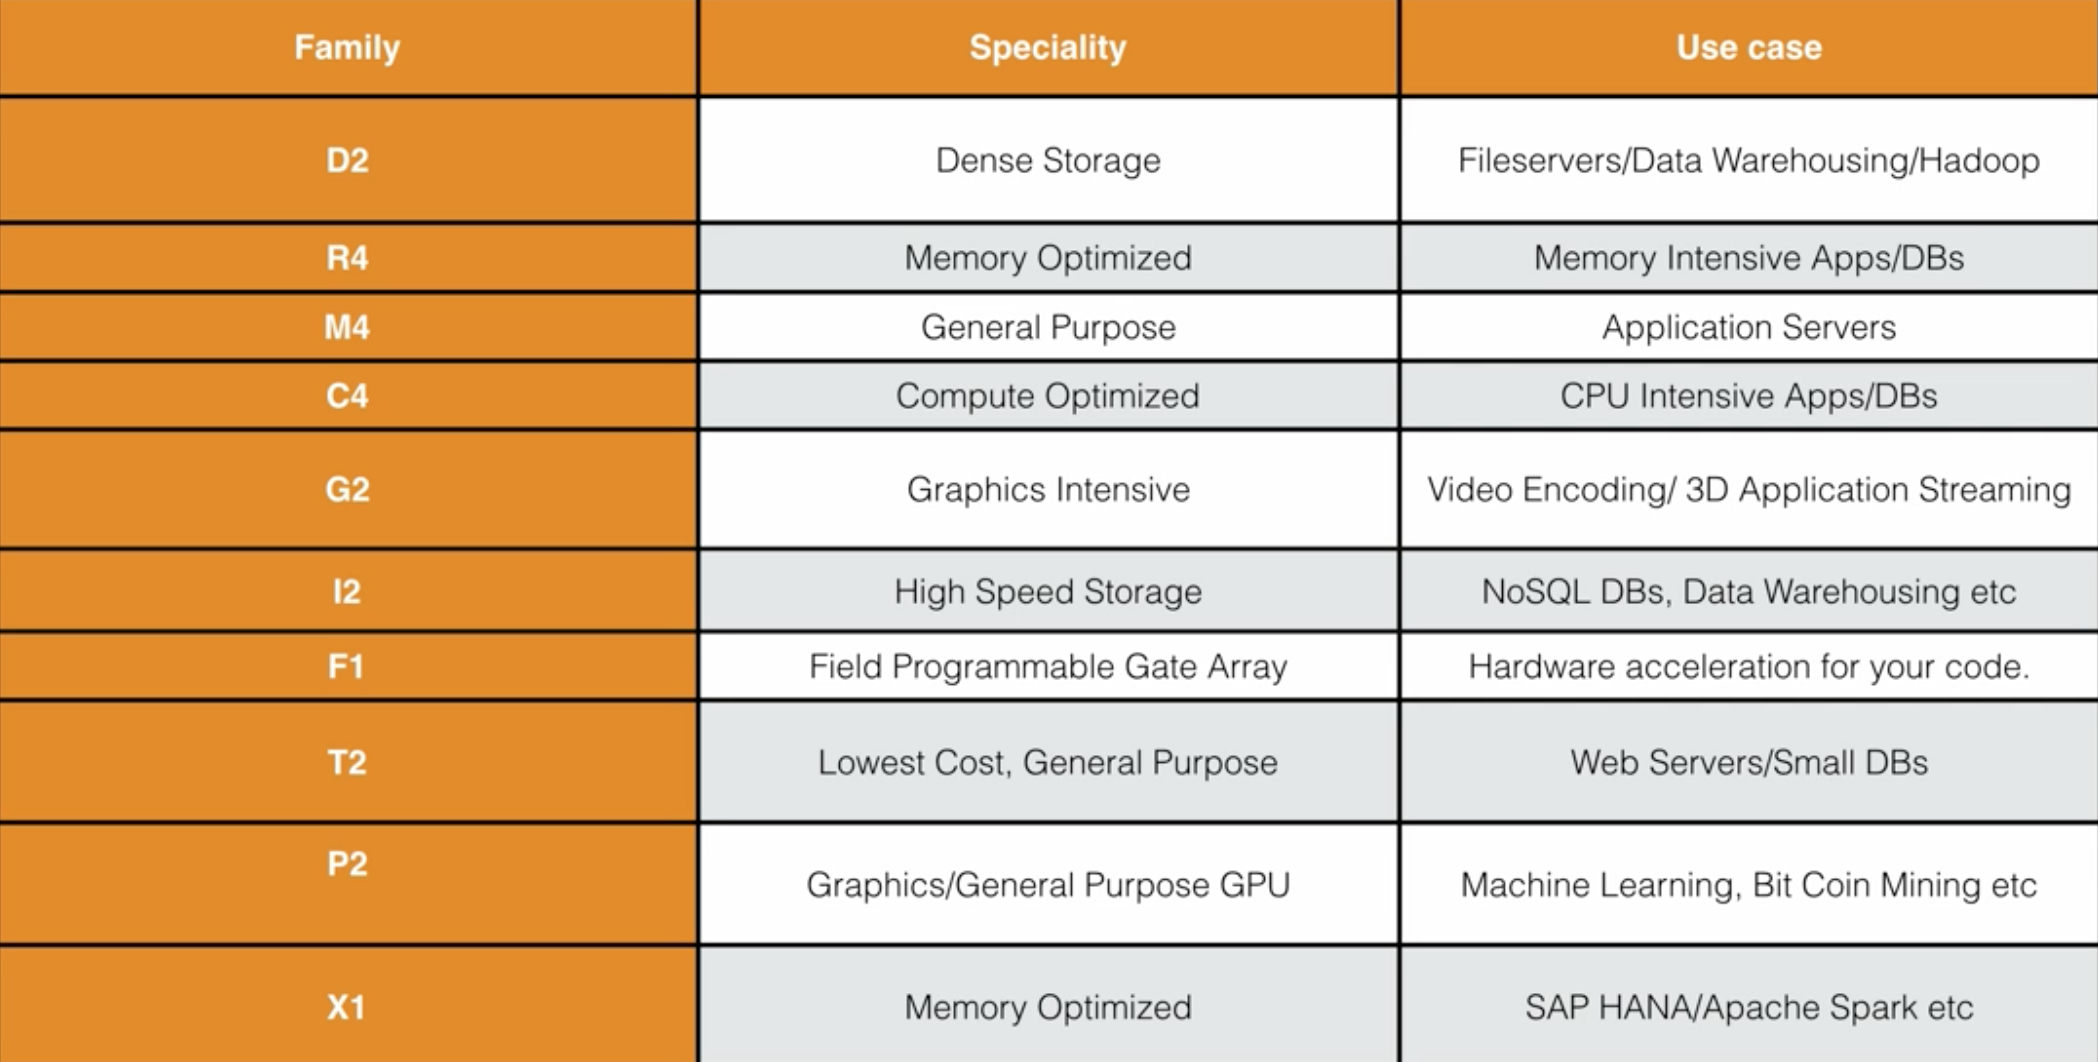 Family Speciality Use case
D2 Dense Storage Fileservers/Data Warehousing/Hadoop
R4 Memory Optimized Memory Intensive Apps/DBs
M4 General Purpose Application Servers
C4 Compute Optimized CPU Intensive Apps/DBs
G2 Graphics Intensive Video Encoding/ 3D Application Streaming
I2 High Speed Storage NoSQL DBs, Data Warehousing etc
F1 Field Programmable Gate Array Hardware acceleration for your code.
T2 Lowest Cost, General Purpose Web Servers/Small DBs
P2 Graphics/General Purpose GPU Machine Learning, Bit Coin Mining etc
X1 Memory Optimized SAP HANA/Apache Spark etc